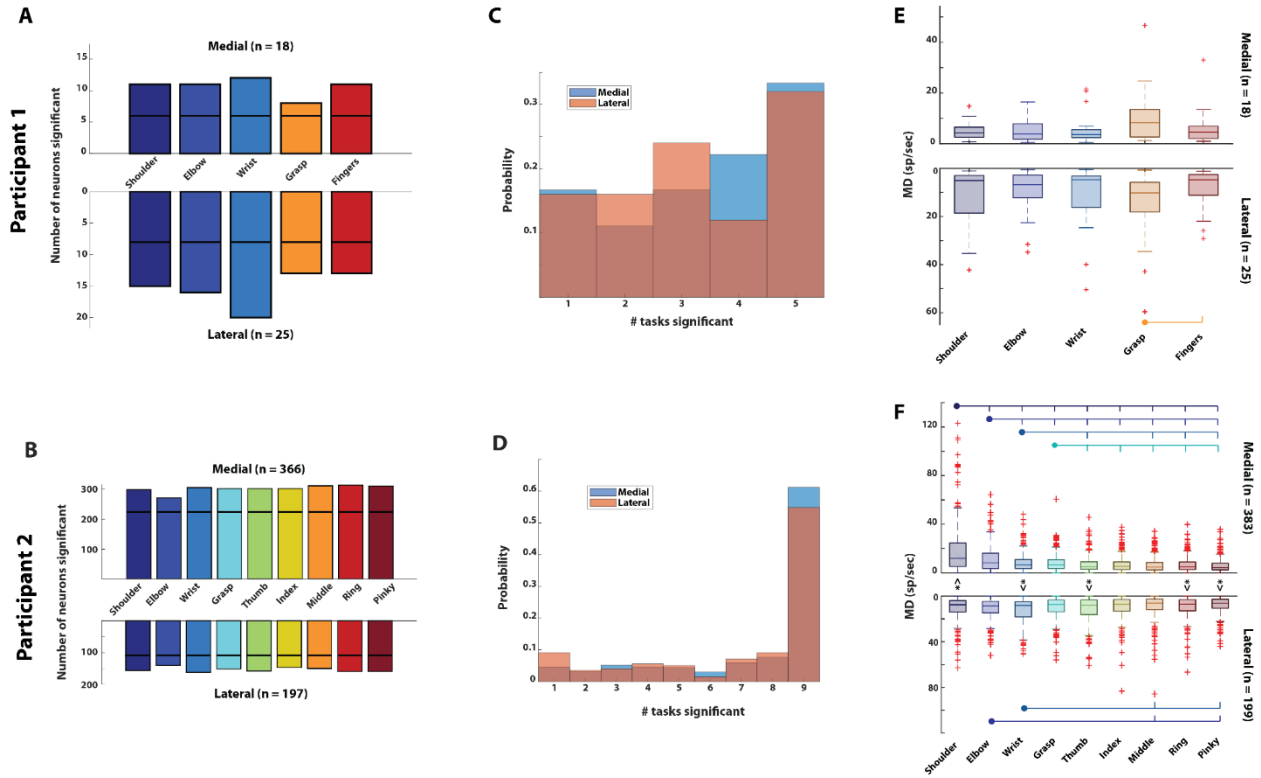 Participant 1
A
Medial (n = 18)
Number of neurons significant
15
10
5
0
Shoulder
Elbow
Wrist
Grasp
Fingers
0
5
10
15
20
Lateral (n = 25)
C
Probability
0.3
0.2
0.1
Medial
Lateral
1 2 3 4 5
# tasks significant
E
MD (sp/sec)
40
20
0
0
20
40
60
Medial (n = 18)
Lateral (n = 25)
Shoulder
Elbow
Wrist
Grasp
Fingers
Participant 2
B
Medial (n = 366)
Number of neurons significant
300
200
100
Shoulder
Elbow
Wrist
Grasp
Thumb
Index
Middle
Ring
Pinky
100
200
Lateral (n = 197)
D
Probability
0.6
0.5
0.4
0.3
0.2
0.1
0
Medial
Lateral
1 2 3 4 5 6 7 8 9
# tasks significant
F
MD (sp/sec)
120
80
40
0
0
40
80
Medial (n = 383)
Lateral (n = 199)
Shoulder
Elbow
Wrist
Grasp
Thumb
Index
Middle
Ring
Pinky